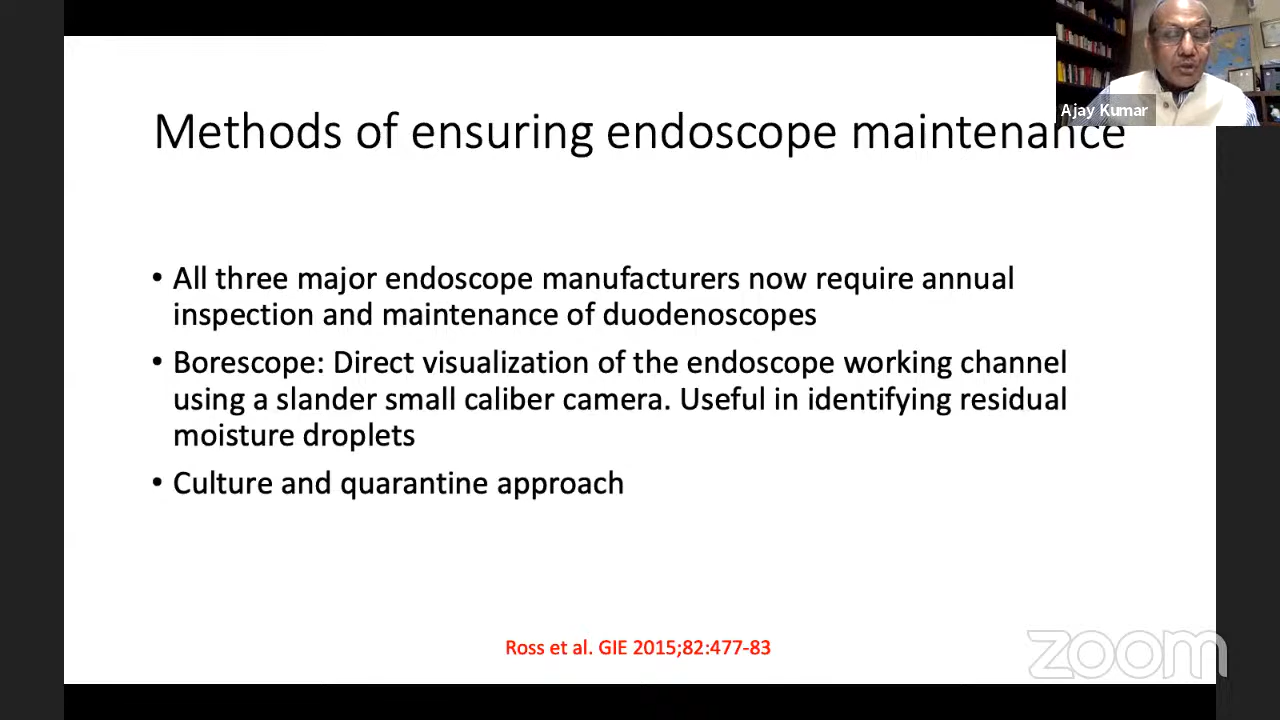 Ajay Kumar
Methods of ensuring endoscope maintenance
• All three major endoscope manufacturers now require annual
inspection and maintenance of duodenoscopes
• Borescope: Direct visualization of the endoscope working channel
using a slander small caliber camera. Useful in identifying residual
moisture droplets
• Culture and quarantine approach
Ross et al. GIE 2015;82:477-83
zoom